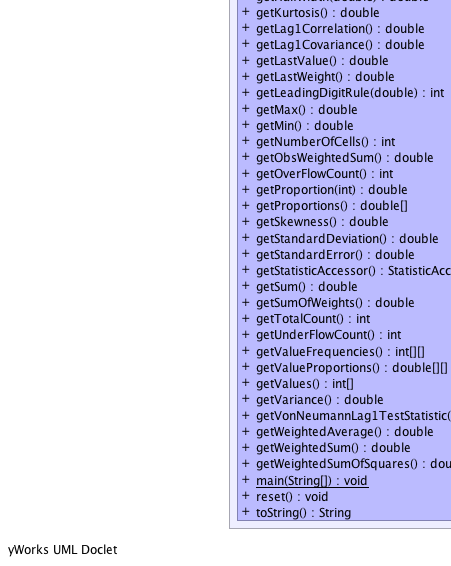 + getKurtosis() : double
+ getLag1Correlation() : double
+ getLag1Covariance() : double
+ getLastValue() : double
+ getLastWeight() : double
+ getLeadingDigitRule(double) : int
+ getMax() : double
+ getMin() : double
+ getNumberOfCells() : int
+ getObsWeightedSum() : double
+ getOverFlowCount() : int
+ getProportion(int) : double
+ getProportions() : double[]
+ getSkewness() : double
+ getStandardDeviation() : double
+ getStandardError() : double
+ getStatisticAccessor() : StatisticAcc
+ getSum() : double
+ getSumOfWeights() : double
+ getTotalCount() : int
+ getUnderFlowCount() : int
+ getValueFrequencies() : int[][]
+ getValueProportions() : double[][]
+ getValues() : int[]
+ getVariance() : double
+ getVonNeumannLag1TestStatistic(
+ getWeightedAverage() : double
+ getWeightedSum() : double
+ getWeightedSumOfSquares() : dou
+ main(String[]) : void
+ reset() : void
+ toString() : String
yWorks UML Doclet